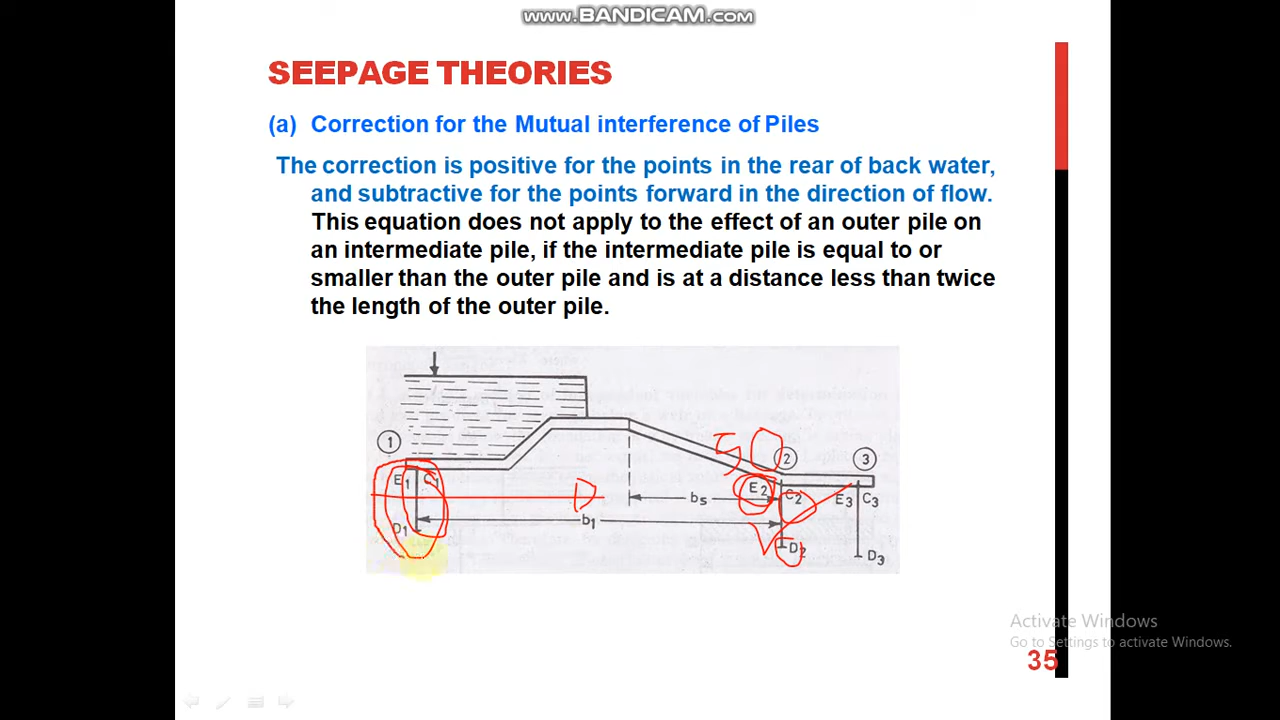 www.BANDICAM.com
SEEPAGE THEORIES
(a) Correction for the Mutual interference of Piles
The correction is positive for the points in the rear of back water,
and subtractive for the points forward in the direction of flow.
This equation does not apply to the effect of an outer pile on
an intermediate pile, if the intermediate pile is equal to or
smaller than the outer pile and is at a distance less than twice
the length of the outer pile.
1
2
3
E1 C1
E2
C2
E3 C3
bs
D1
b1
D2
D3
Activate Windows
Go to Settings to activate Windows.
35